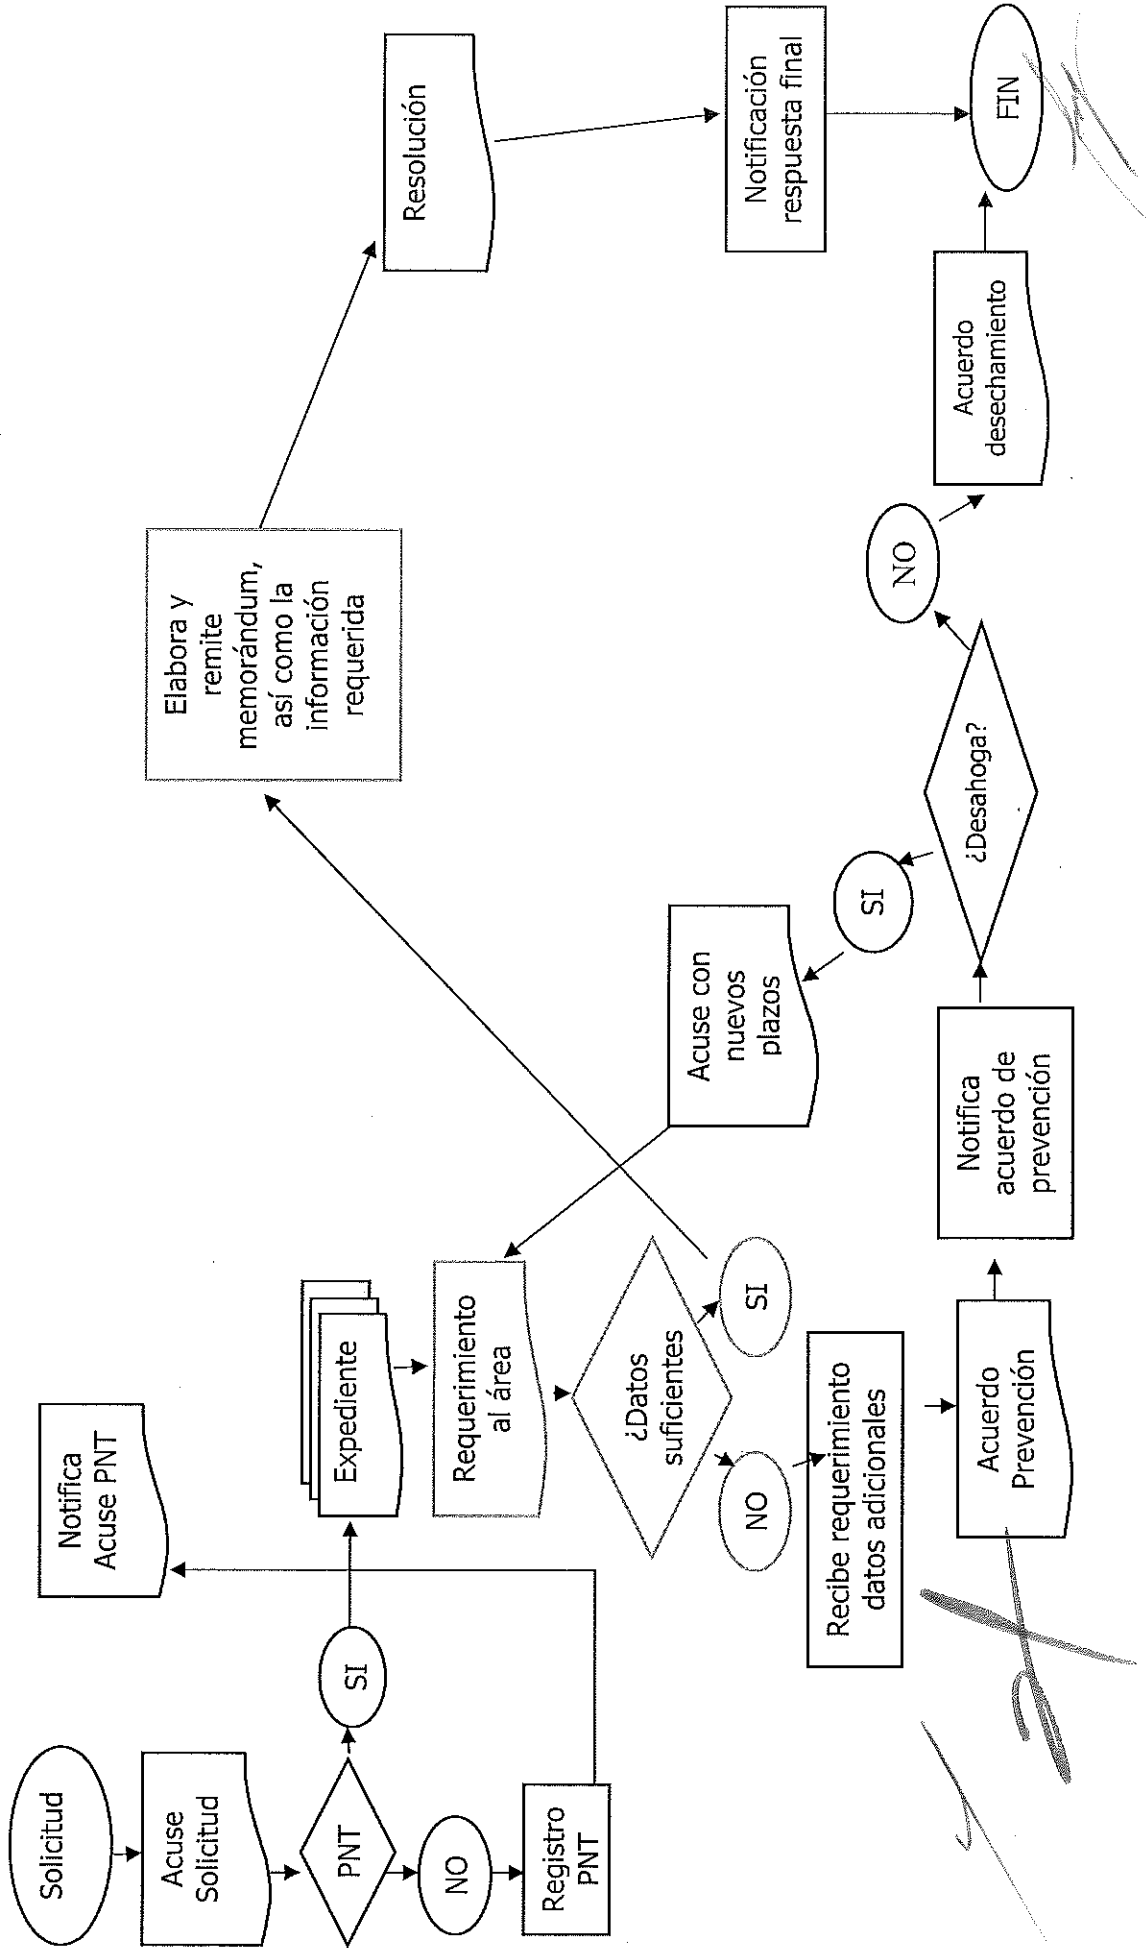 Solicitud
Acuse
Solicitud
PNT
SI
NO
Registro
PNT
Notifica
Acuse PNT
Expediente
Requerimiento
al área
¿Datos
suficientes
SI
NO
Recibe requerimiento
datos adicionales
Acuerdo
Prevención
Notifica
acuerdo de
prevención
¿Desahoga?
SI
Acuse con
nuevos
plazos
NO
Acuerdo
desechamiento
Elabora y
remite
memorándum,
así como la
información
requerida
Resolución
Notificación
respuesta final
FIN